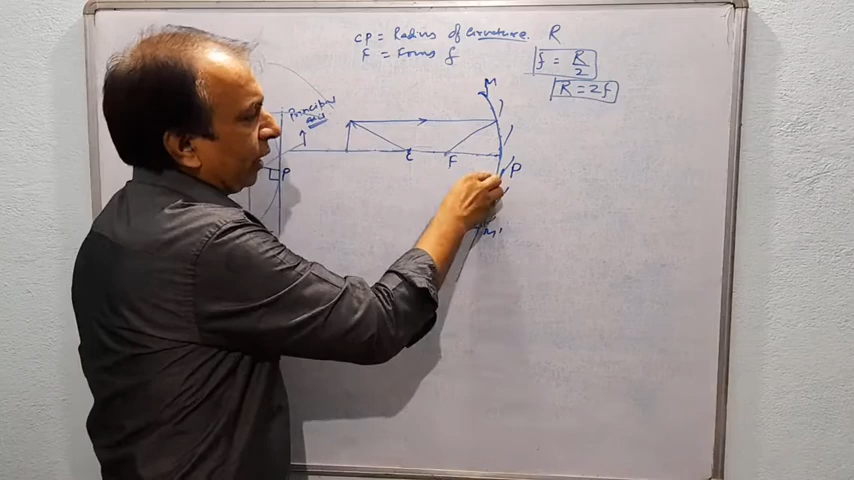 CP = Radius of Curvature. R
F = Focus f
f = R/2
R = 2f
M
Principal
axis
P
C
F
P
M'